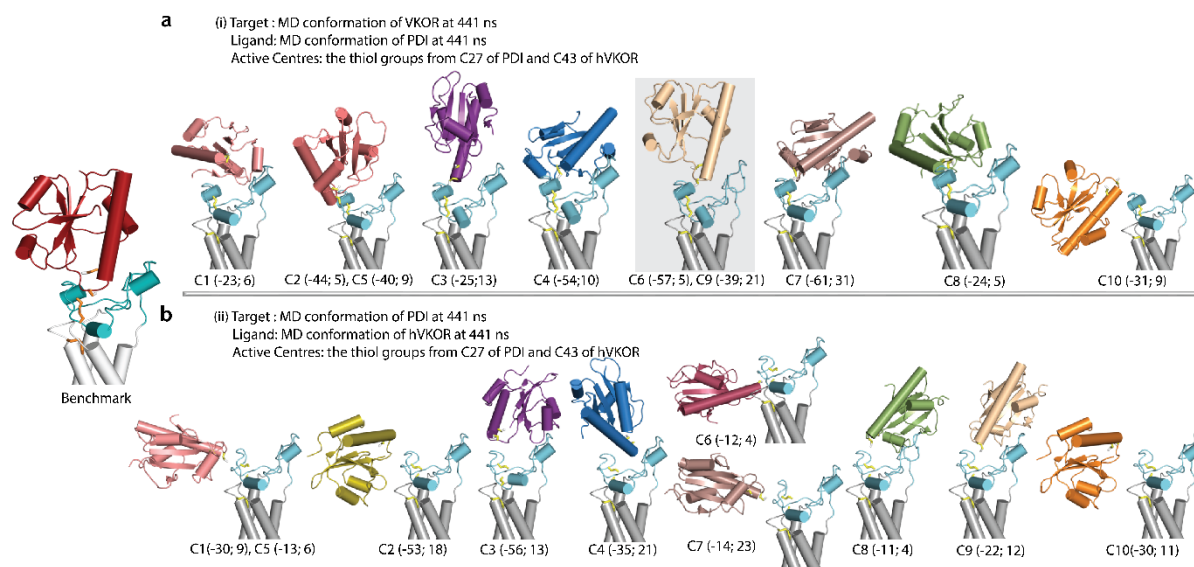 a
(i) Target : MD conformation of VKOR at 441 ns
Ligand: MD conformation of PDI at 441 ns
Active Centres: the thiol groups from C27 of PDI and C43 of hVKOR
C1 (-23; 6)
C2 (-44; 5), C5 (-40; 9)
C3 (-25;13)
C4 (-54;10)
C6 (-57; 5), C9 (-39; 21)
C7 (-61; 31)
C8 (-24; 5)
C10 (-31; 9)
Benchmark
b
(ii) Target : MD conformation of PDI at 441 ns
Ligand: MD conformation of hVKOR at 441 ns
Active Centres: the thiol groups from C27 of PDI and C43 of hVKOR
C1(-30; 9), C5 (-13; 6)
C2 (-53; 18)
C3 (-56; 13)
C4 (-35; 21)
C6 (-12; 4)
C7 (-14; 23)
C8 (-11; 4)
C9 (-22; 12)
C10(-30; 11)